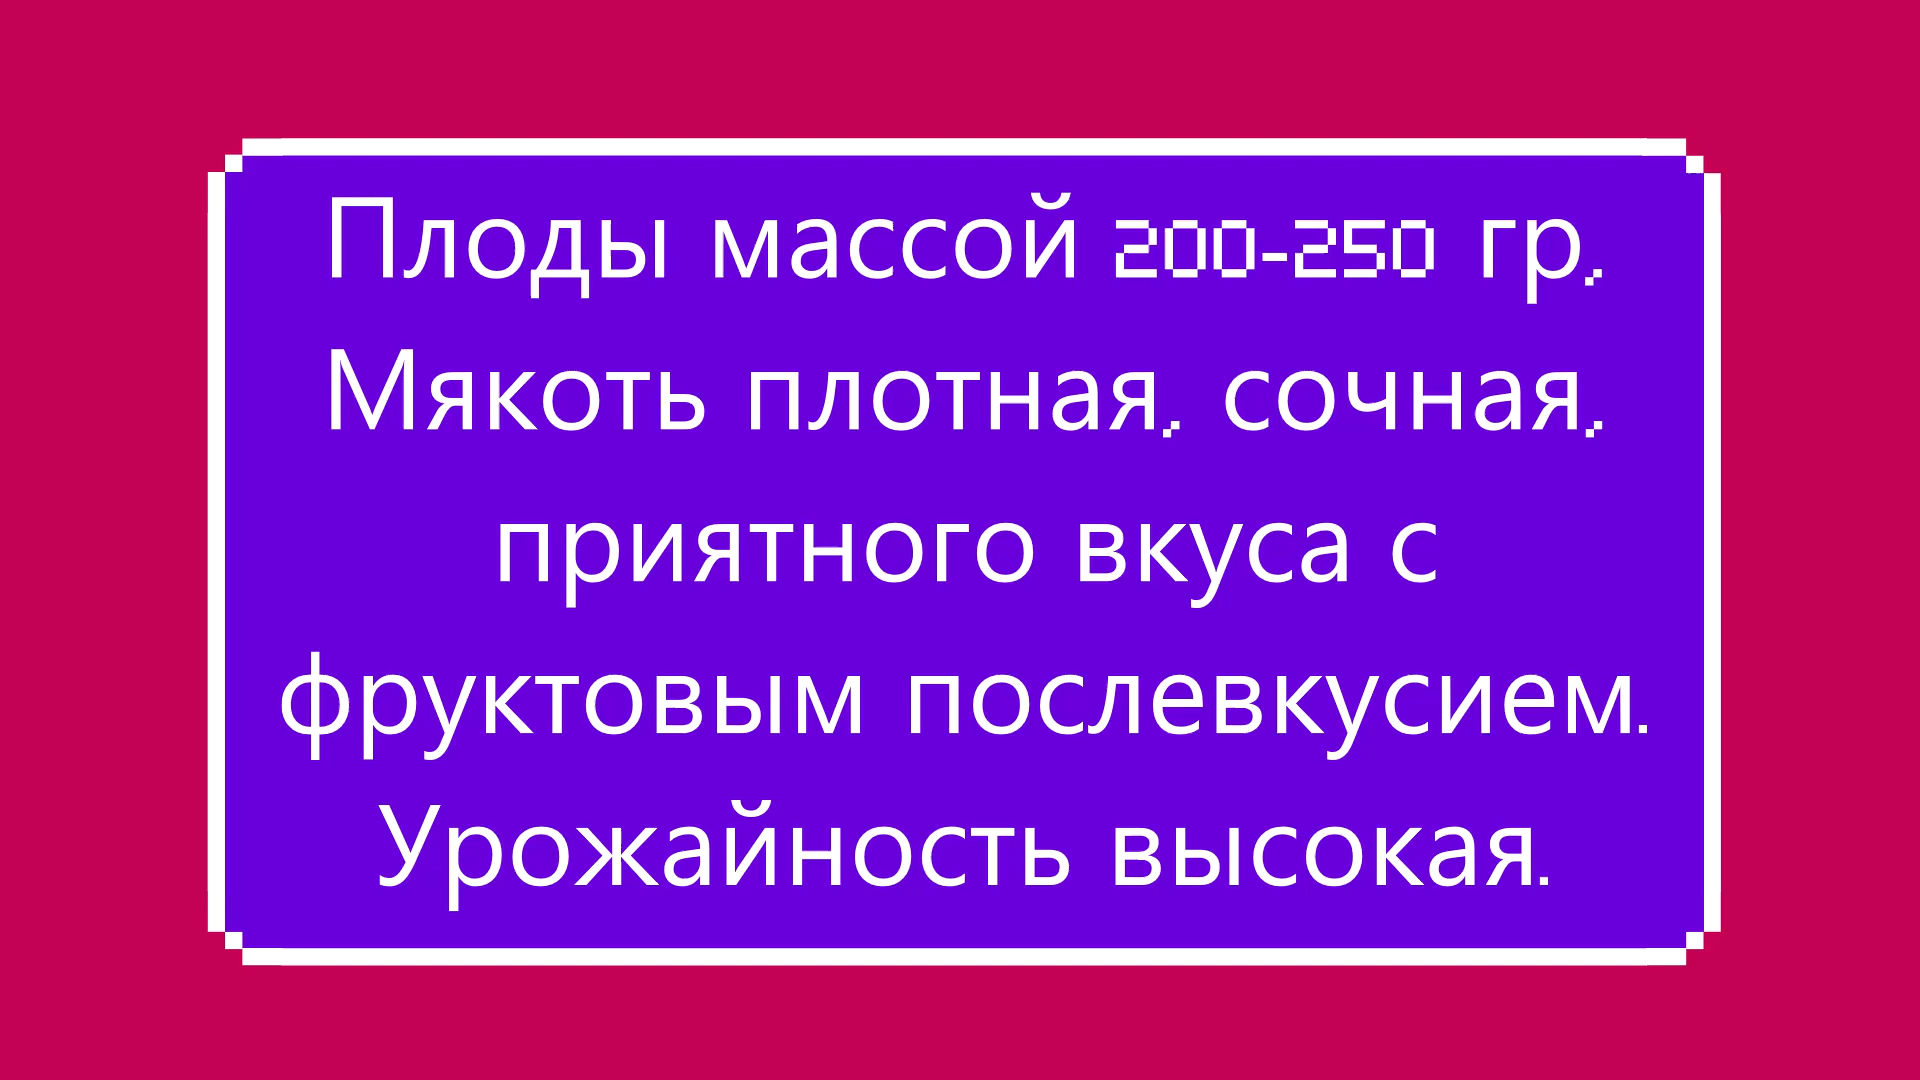 Плоды массой 200-250 гр,
Мякоть плотная, сочная,
приятного вкуса с
фруктовым послевкусием.
Урожайность высокая.